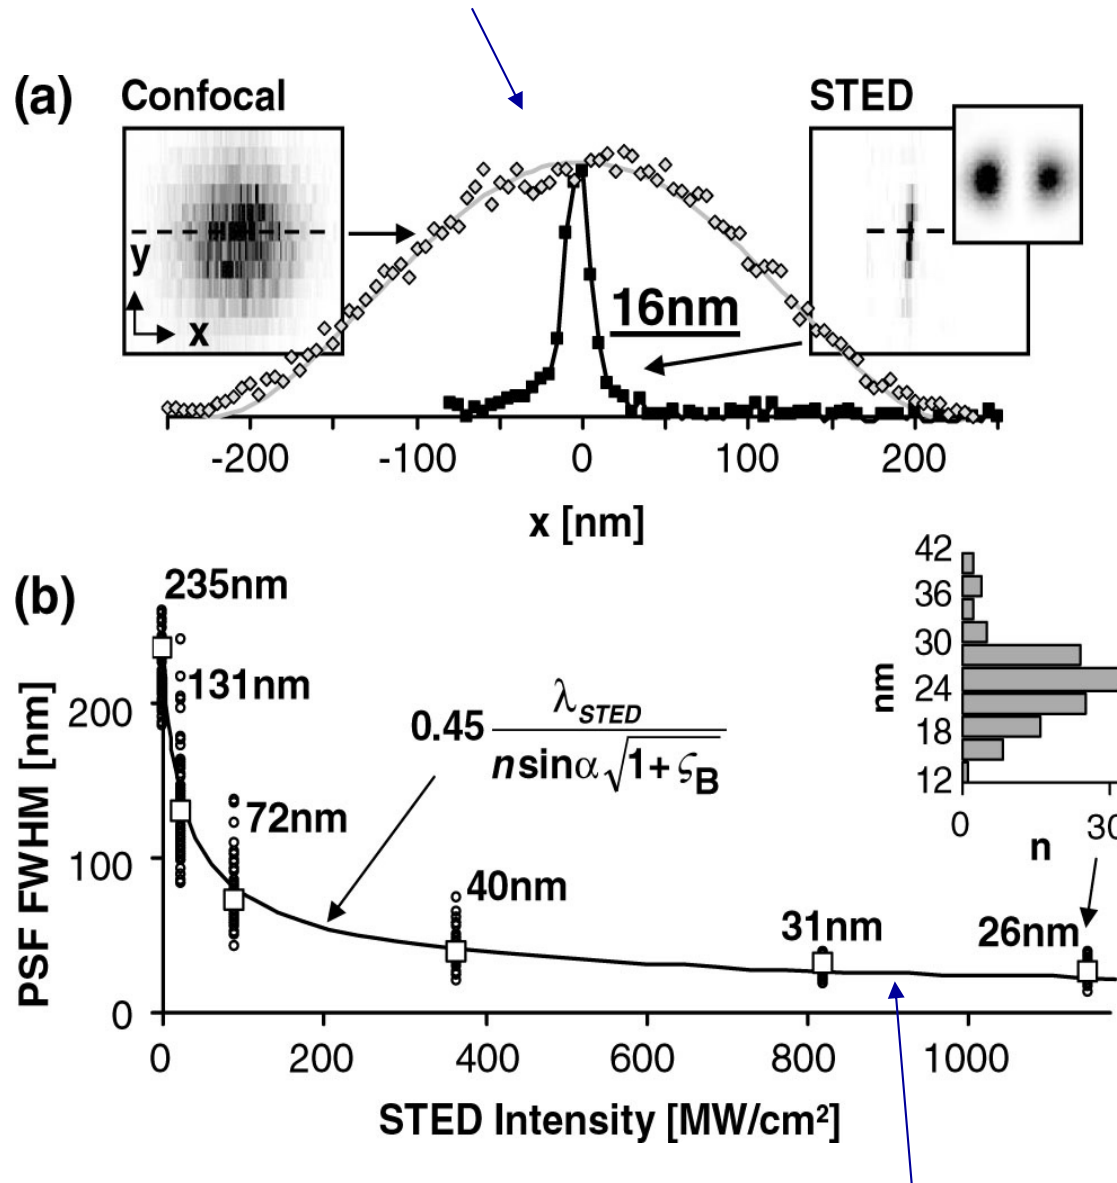 (a) Confocal STED
y
x
16nm
-200 -100 0 100 200
x [nm]
(b)
235nm
131nm
72nm
40nm
31nm
26nm
0.45 λSTED / n sinα √1+ςB
PSF FWHM [nm]
200
100
0
0 200 400 600 800 1000
STED Intensity [MW/cm²]
42
36
30
24
18
12
nm
0 30
n